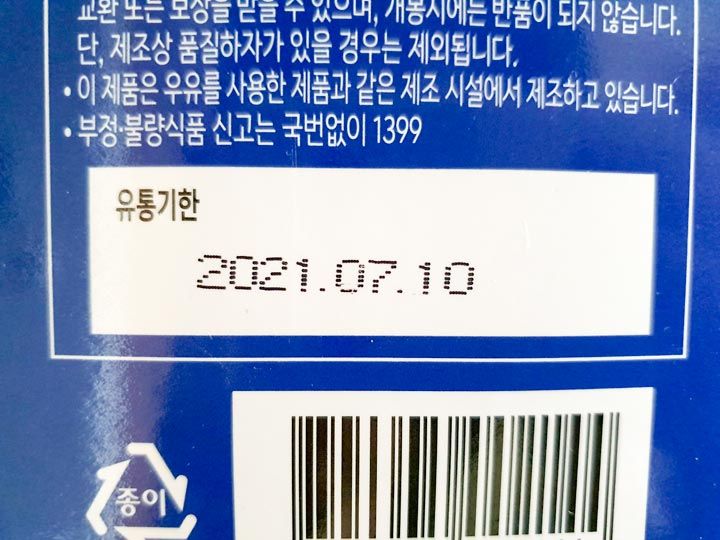 교환 또는 보상을 받을 수 있으며, 개봉시에는 반품이 되지 않습니다.
단, 제조상 품질하자가 있을 경우는 제외됩니다.
• 이 제품은 우유를 사용한 제품과 같은 제조 시설에서 제조하고 있습니다.
• 부정·불량식품 신고는 국번없이 1399
유통기한
2021.07.10
종이